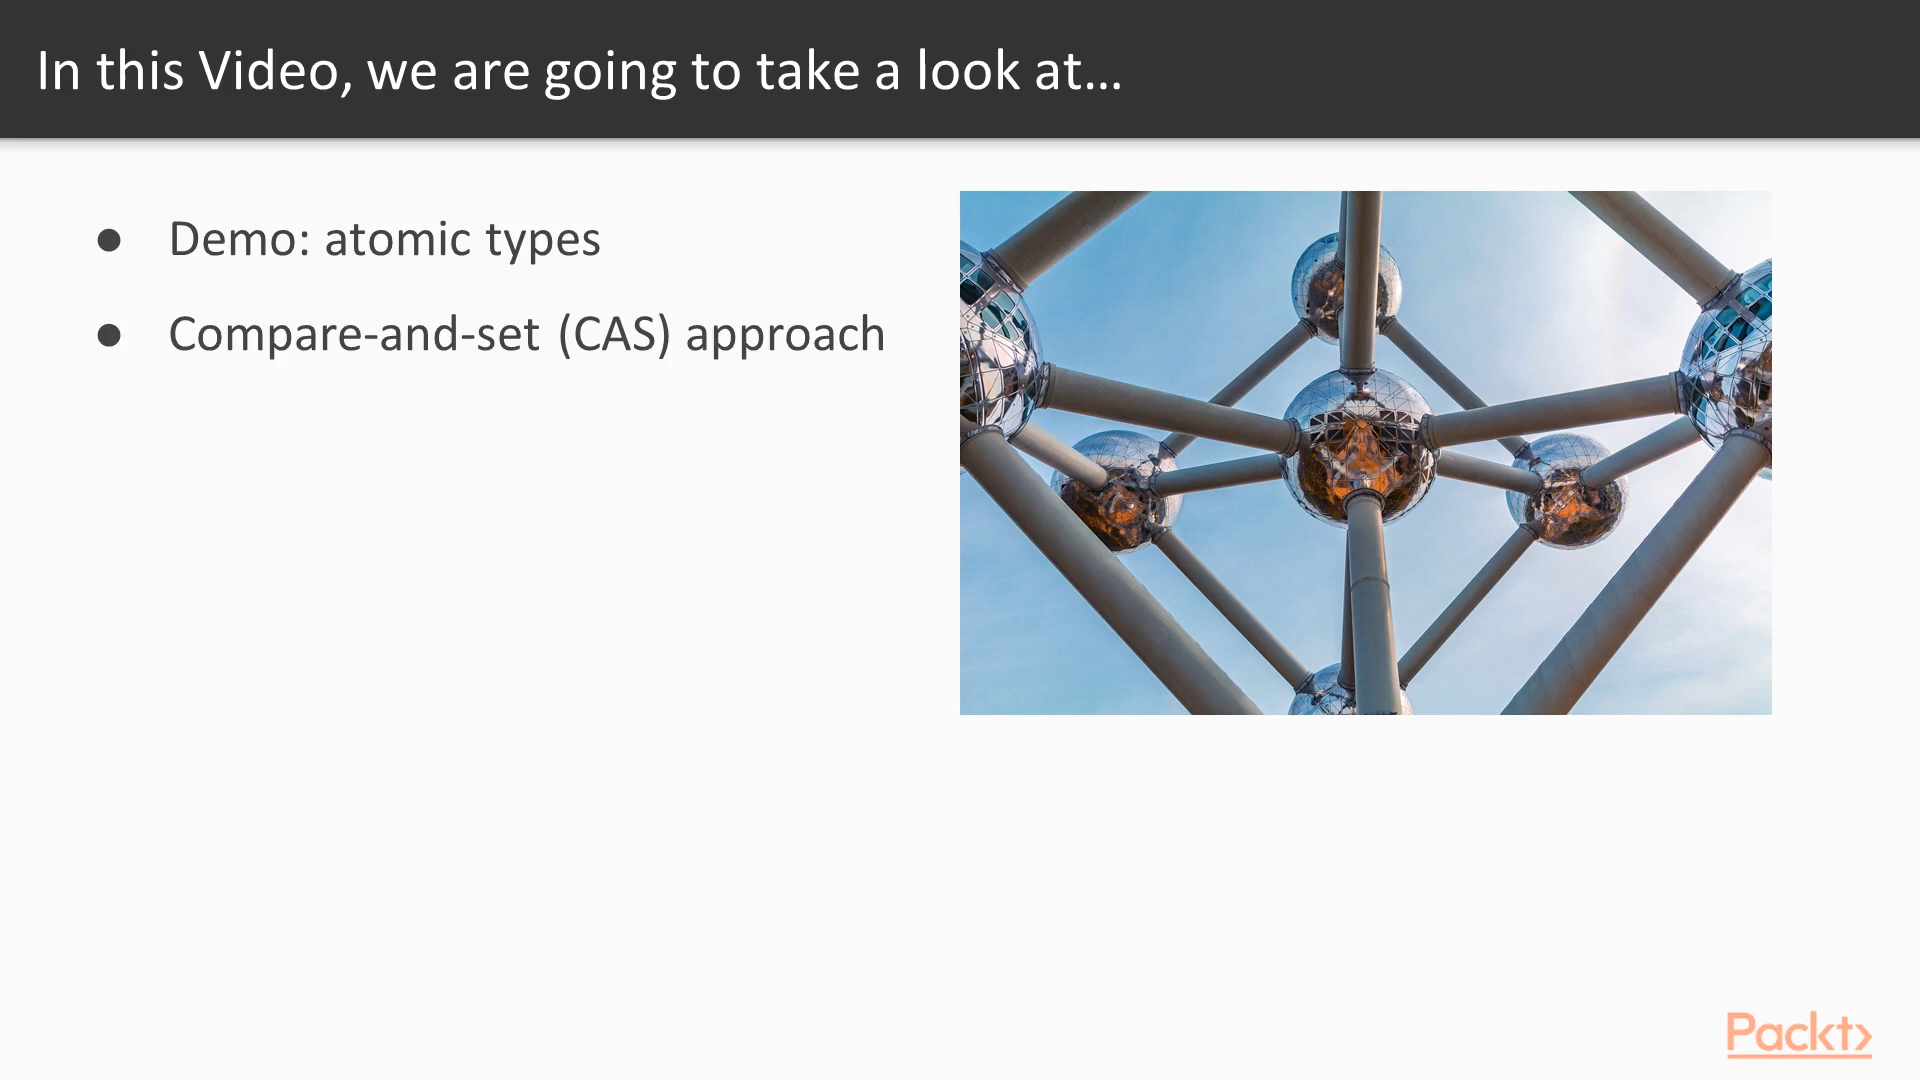 In this Video, we are going to take a look at...
● Demo: atomic types
● Compare-and-set (CAS) approach
Packt>